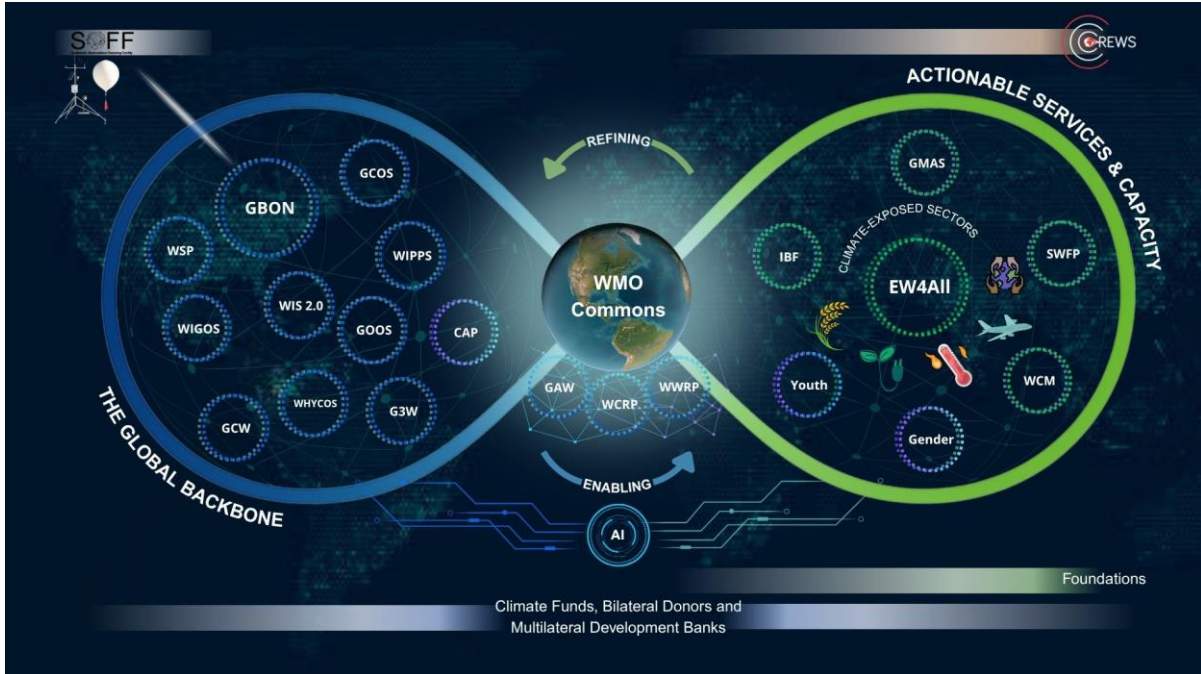 SOFF
CREWS
ACTIONABLE SERVICES & CAPACITY
REFINING
GCOS
GMAS
GBON
CLIMATE-EXPOSED SECTORS
WSP
WIPPS
IBF
SWFP
WMO
Commons
EW4All
WIS 2.0
WIGOS
GOOS
CAP
GAW
WCRP
WWRP
Youth
WCM
WHYCOS
G3W
GCW
Gender
THE GLOBAL BACKBONE
ENABLING
AI
Foundations
Climate Funds, Bilateral Donors and
Multilateral Development Banks